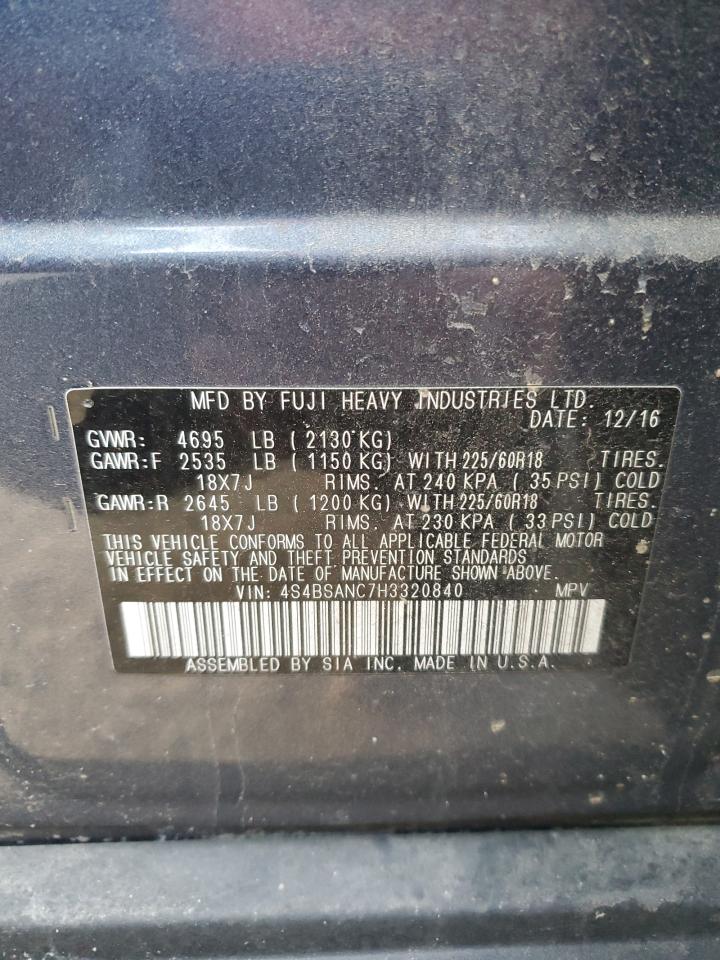 MFD BY FUJI HEAVY INDUSTRIES LTD.
DATE: 12/16
GVWR: 4695 LB ( 2130 KG)
GAWR:F 2535 LB ( 1150 KG) WITH 225/60R18 TIRES.
18X7J RIMS. AT 240 KPA ( 35 PSI) COLD
GAWR:R 2645 LB ( 1200 KG) WITH 225/60R18 TIRES.
18X7J RIMS. AT 230 KPA ( 33 PSI) COLD
THIS VEHICLE CONFORMS TO ALL APPLICABLE FEDERAL MOTOR
VEHICLE SAFETY AND THEFT PREVENTION STANDARDS
IN EFFECT ON THE DATE OF MANUFACTURE SHOWN ABOVE.
VIN: 4S4BSANC7H3320840 MPV
ASSEMBLED BY SIA INC. MADE IN U.S.A.